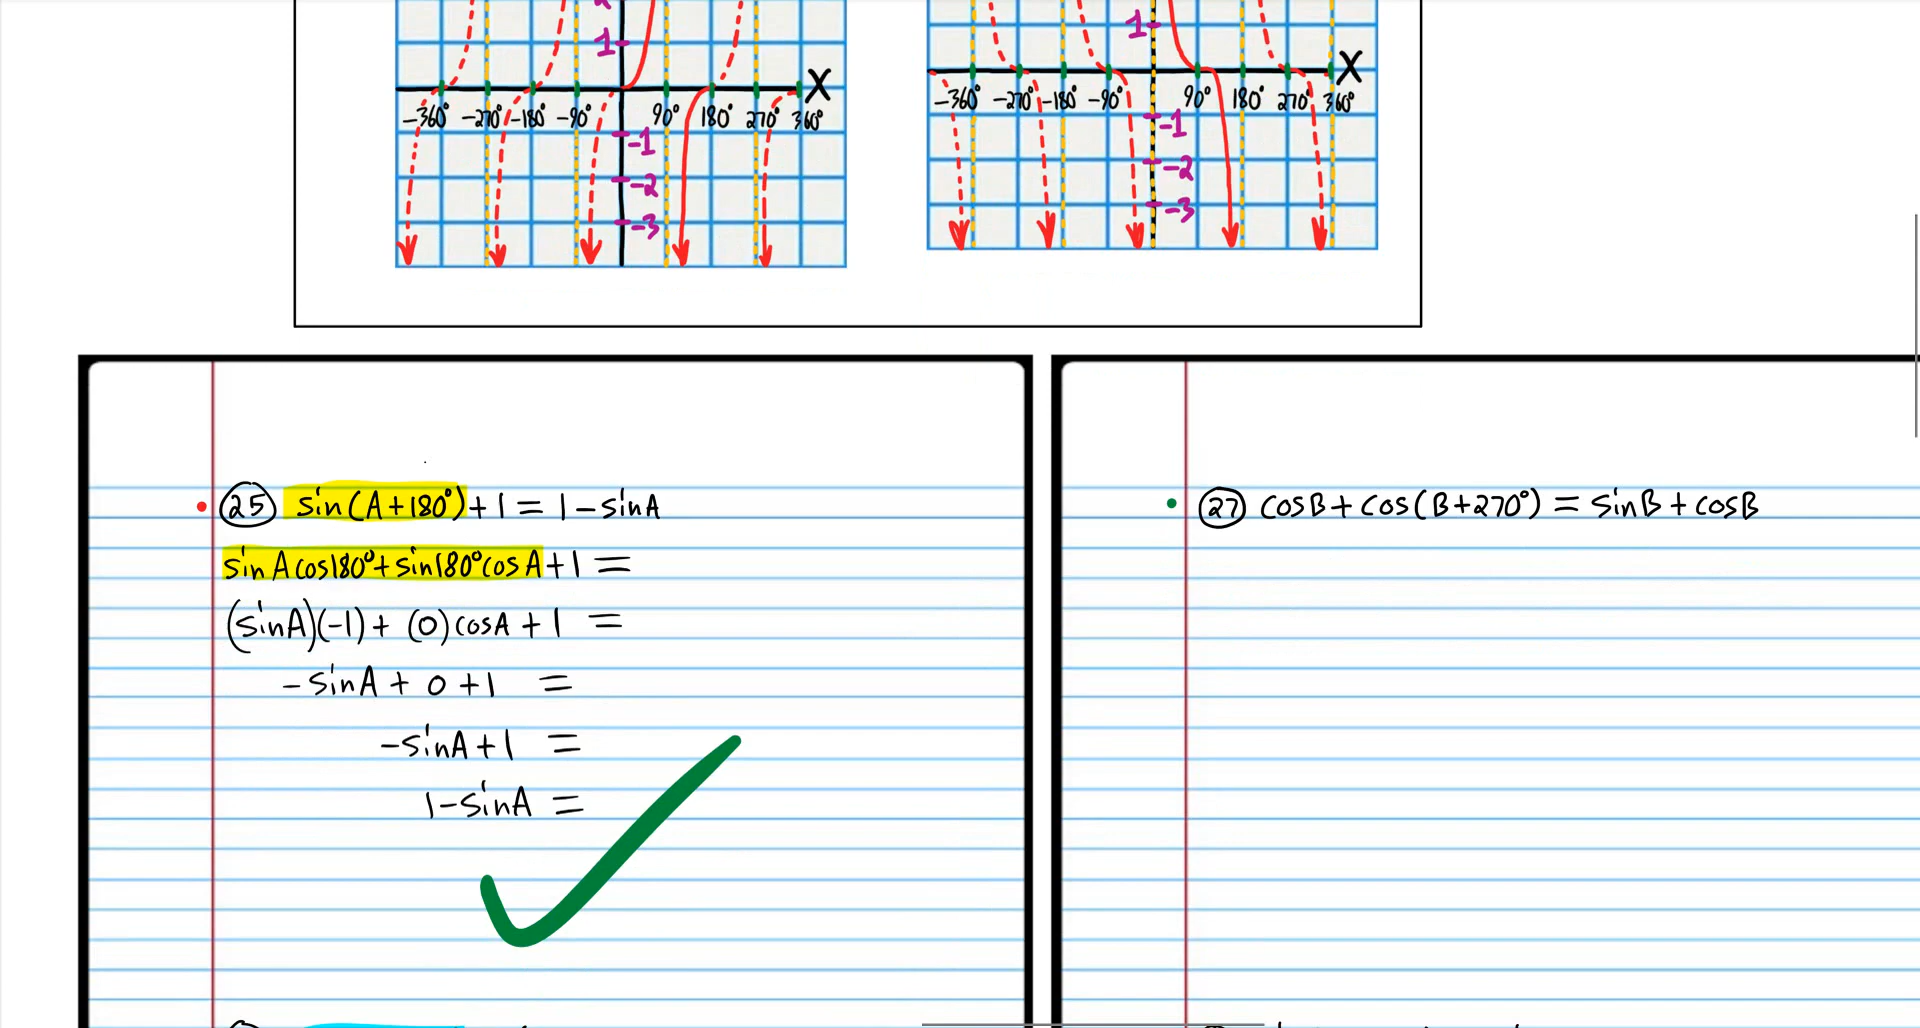 1
-360° -270° -180° -90° 90° 180° 270° 360° X
-1
-2
-3
1
-360° -270° -180° -90° 90° 180° 270° 360° X
-1
-2
-3
25 sin(A+180°)+1 = 1-sinA
sinAcos180°+sin180°cosA+1 =
(sinA)(-1)+(0)cosA+1 =
-sinA+0+1 =
-sinA+1 =
1-sinA =
27 cosB+cos(B+270°) = sinB+cosB